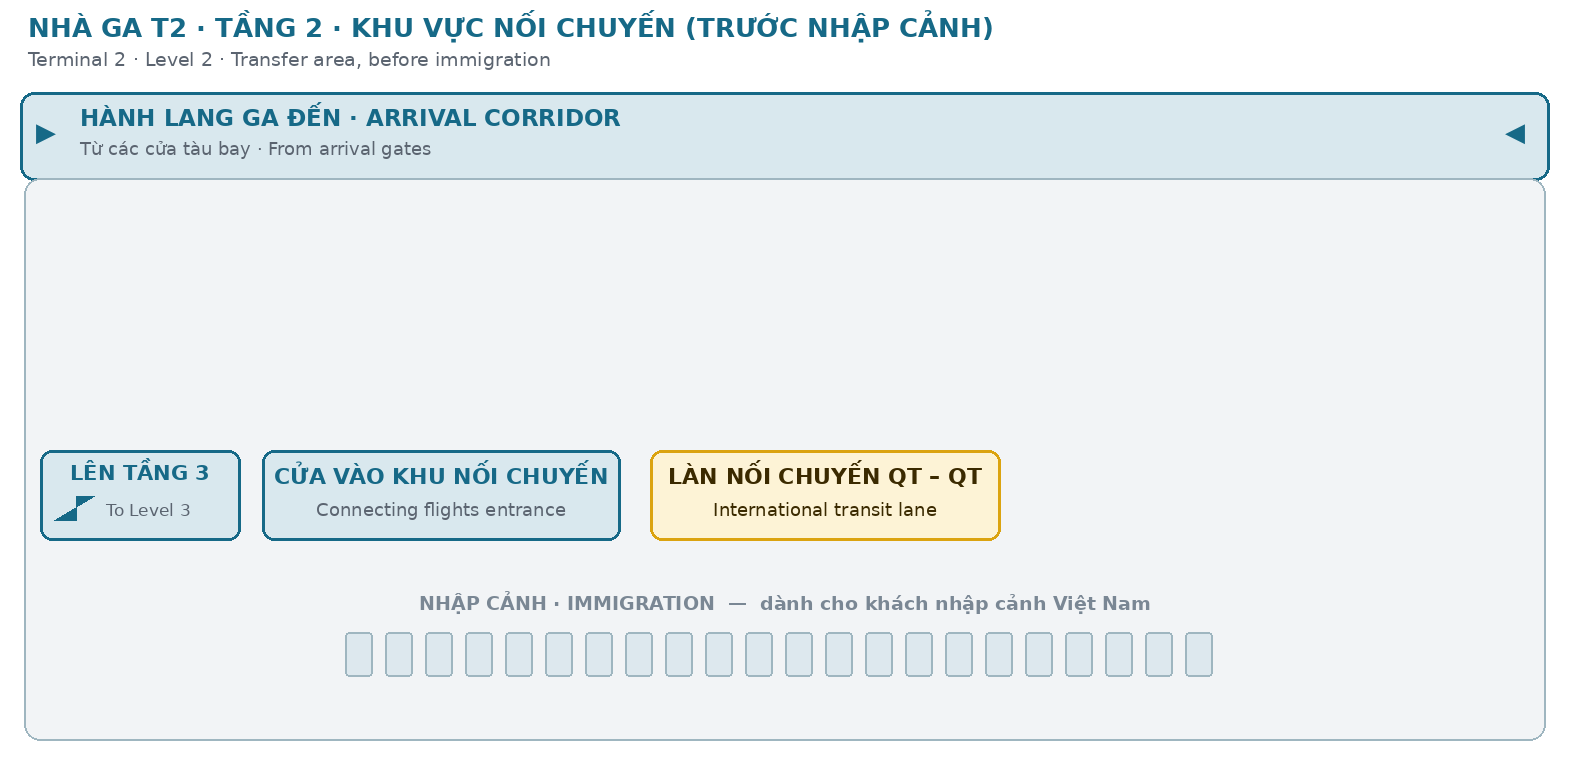 NHÀ GA T2 · TẦNG 2 · KHU VỰC NỐI CHUYẾN (TRƯỚC NHẬP CẢNH)
Terminal 2 · Level 2 · Transfer area, before immigration
HÀNH LANG GA ĐẾN · ARRIVAL CORRIDOR
Từ các cửa tàu bay · From arrival gates
LÊN TẦNG 3
To Level 3
CỬA VÀO KHU NỐI CHUYẾN
Connecting flights entrance
LÀN NỐI CHUYẾN QT – QT
International transit lane
NHẬP CẢNH · IMMIGRATION — dành cho khách nhập cảnh Việt Nam